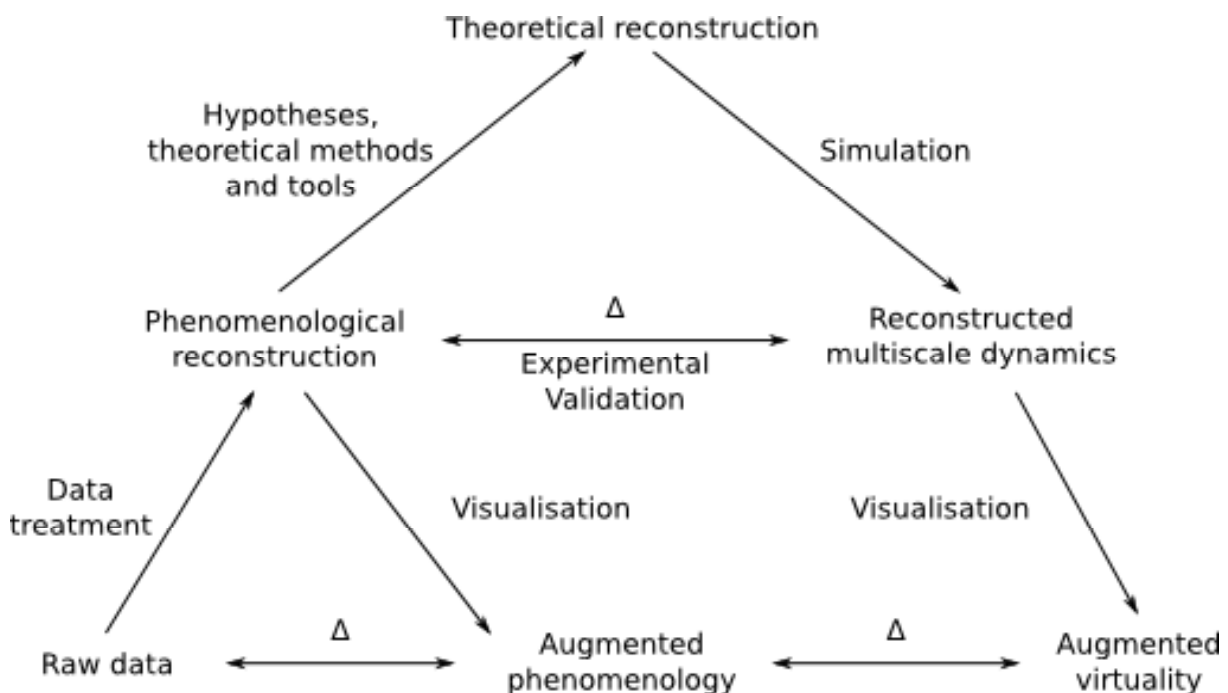 Theoretical reconstruction
Hypotheses,
theoretical methods
and tools
Simulation
Phenomenological
reconstruction
Δ
Experimental
Validation
Reconstructed
multiscale dynamics
Data
treatment
Visualisation
Visualisation
Raw data
Δ
Augmented
phenomenology
Δ
Augmented
virtuality